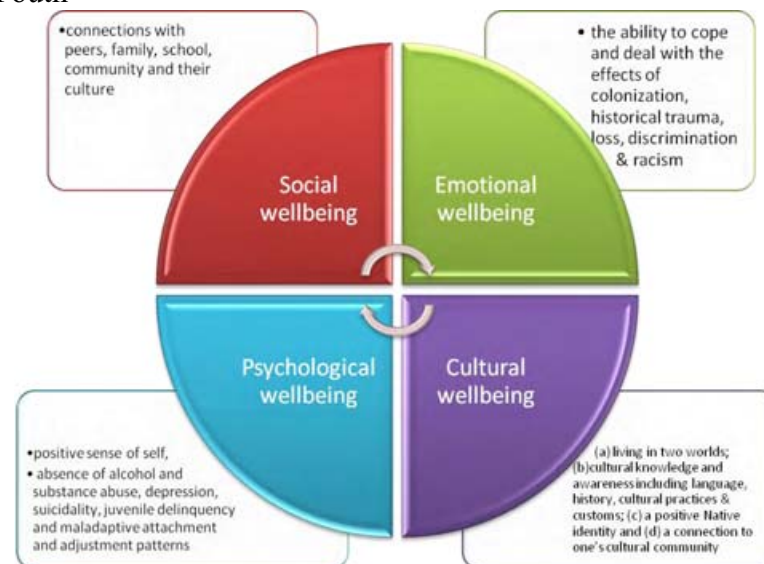 •connections with
peers, family, school,
community and their
culture
• the ability to cope
and deal with the
effects of
colonization,
historical trauma,
loss, discrimination
& racism
Social
wellbeing
Emotional
wellbeing
Psychological
wellbeing
Cultural
wellbeing
•positive sense of self,
• absence of alcohol and
substance abuse, depression,
suicidality, juvenile delinquency
and maladaptive attachment
and adjustment patterns
(a) living in two worlds;
(b)cultural knowledge and
awareness including language,
history, cultural practices &
customs; (c) a positive Native
identity and (d) a connection to
one's cultural community